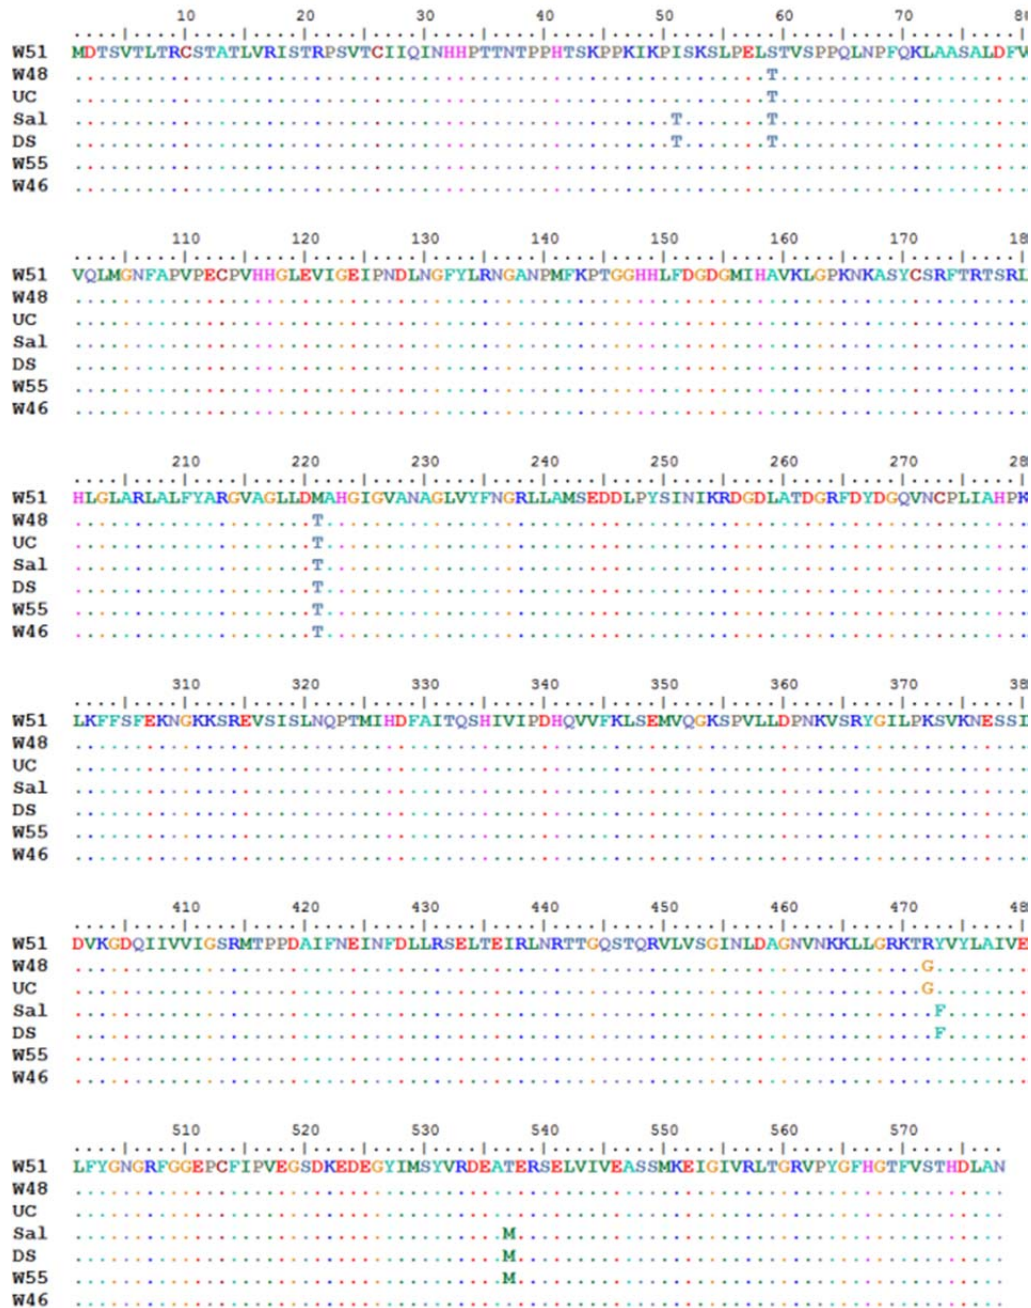 10 20 30 40 50 60 70 80
W51 MDTSVTLTRCSTATLVRISTRPSVTCIIQINHHPTTNTPPHTSKPPKIKPISKSLPELSTVSPPQLNPFQKLAASALDFV
W48 ..........................................................T.....................
UC ..........................................................T.....................
Sal ..................................................T.......T.....................
DS ..................................................T.......T.....................
W55 ................................................................................
W46 ................................................................................
110 120 130 140 150 160 170 180
W51 VQLMGNFAPVPECPVHHGLEVIGEIPNDLNGFYLRNGANPMFKPTGGHHLFDGDGMIHAVKLGPKNKASYCSRFTRTSRL
W48 ................................................................................
UC ................................................................................
Sal ................................................................................
DS ................................................................................
W55 ................................................................................
W46 ................................................................................
210 220 230 240 250 260 270 280
W51 HLGLARLALFYARGVAGLLDMAHGIGVANAGLVYFNGRLLAMSEDDLPYSINIKRDGDLATDGRFDYDGQVNCPLIAHPK
W48 ....................T...........................................................
UC ....................T...........................................................
Sal ....................T...........................................................
DS ....................T...........................................................
W55 ....................T...........................................................
W46 ....................T...........................................................
310 320 330 340 350 360 370 380
W51 LKFFSFEKNGKKSREVSISLNQPTMIHDFAITQSHIVIPDHQVVFKLSEMVQGKSPVLLDPNKVSRYGILPKSVKNESSI
W48 ................................................................................
UC ................................................................................
Sal ................................................................................
DS ................................................................................
W55 ................................................................................
W46 ................................................................................
410 420 430 440 450 460 470 480
W51 DVKGDQIIVVIGSRMTPPDAIFNEINFDLLRSELTEIRLNRTTGQSTQRVLVSGINLDAGNVNKKLLGRKTRYVYLAIVE
W48 .......................................................................G........
UC .......................................................................G........
Sal ........................................................................F.......
DS ........................................................................F.......
W55 ................................................................................
W46 ................................................................................
510 520 530 540 550 560 570
W51 LFYGNGRFGGEPCFIPVEGSDKEDEGYIMSYVRDEATERSELVIVEASSMKEIGIVRLTGRVPYGFHGTFVSTHDLAN
W48 ..............................................................................
UC ..............................................................................
Sal ....................................M.........................................
DS ....................................M.........................................
W55 ....................................M.........................................
W46 ..............................................................................